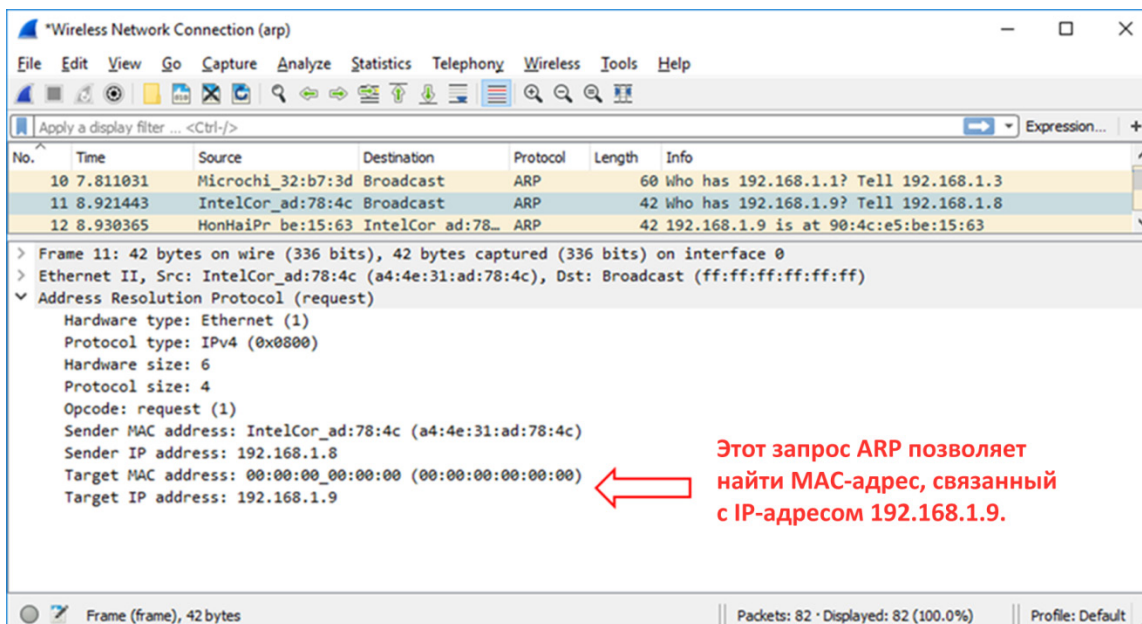 *Wireless Network Connection (arp)
File Edit View Go Capture Analyze Statistics Telephony Wireless Tools Help
Apply a display filter ... <Ctrl-/> Expression... +
No. Time Source Destination Protocol Length Info
10 7.811031 Microchi_32:b7:3d Broadcast ARP 60 Who has 192.168.1.1? Tell 192.168.1.3
11 8.921443 IntelCor_ad:78:4c Broadcast ARP 42 Who has 192.168.1.9? Tell 192.168.1.8
12 8.930365 HonHaiPr_be:15:63 IntelCor_ad:78… ARP 42 192.168.1.9 is at 90:4c:e5:be:15:63
Frame 11: 42 bytes on wire (336 bits), 42 bytes captured (336 bits) on interface 0
Ethernet II, Src: IntelCor_ad:78:4c (a4:4e:31:ad:78:4c), Dst: Broadcast (ff:ff:ff:ff:ff:ff)
Address Resolution Protocol (request)
Hardware type: Ethernet (1)
Protocol type: IPv4 (0x0800)
Hardware size: 6
Protocol size: 4
Opcode: request (1)
Sender MAC address: IntelCor_ad:78:4c (a4:4e:31:ad:78:4c)
Sender IP address: 192.168.1.8
Target MAC address: 00:00:00_00:00:00 (00:00:00:00:00:00)
Target IP address: 192.168.1.9
Этот запрос ARP позволяет
найти MAC-адрес, связанный
с IP-адресом 192.168.1.9.
Frame (frame), 42 bytes Packets: 82 · Displayed: 82 (100.0%) Profile: Default